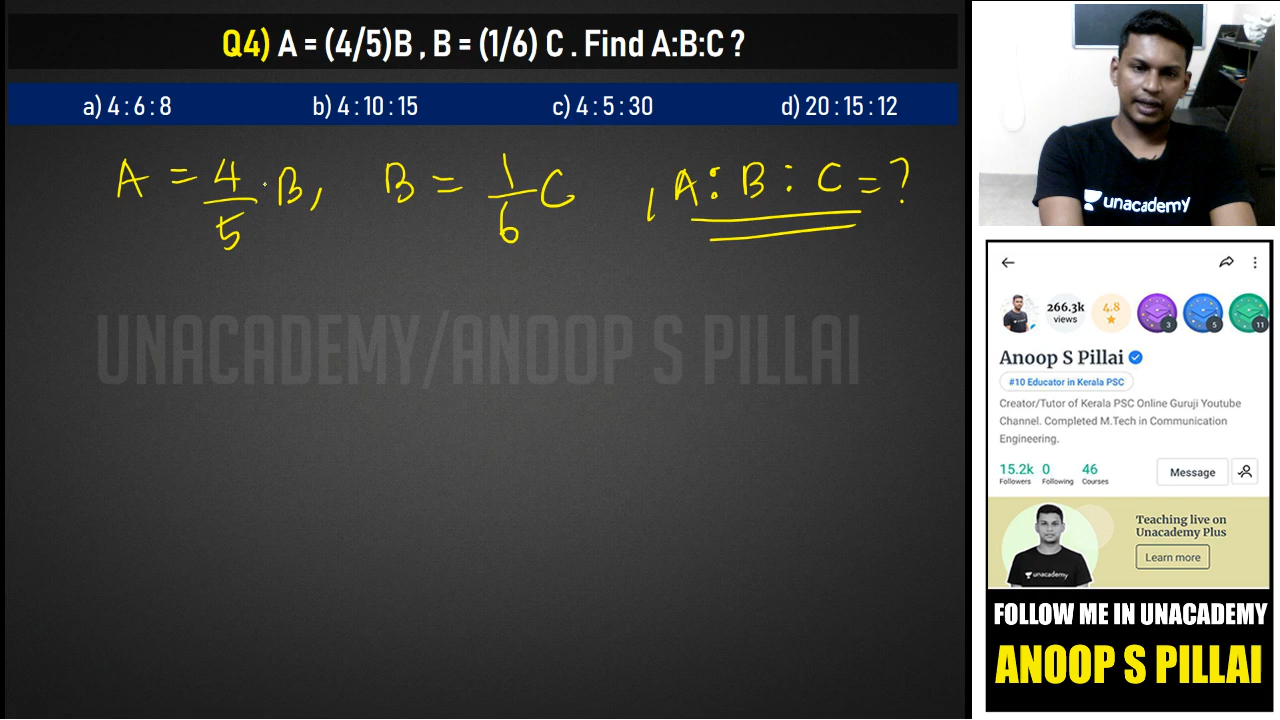 Q4) A = (4/5)B , B = (1/6) C . Find A:B:C ?
a) 4 : 6 : 8 b) 4 : 10 : 15 c) 4 : 5 : 30 d) 20 : 15 : 12
A = 4/5 · B, B = 1/6 C , A : B : C = ?
UNACADEMY/ANOOP S PILLAI
unacademy
266.3k
views
4.8
3
5
11
Anoop S Pillai
#10 Educator in Kerala PSC
Creator/Tutor of Kerala PSC Online Guruji Youtube
Channel. Completed M.Tech in Communication
Engineering.
15.2k 0 46
Followers Following Courses
Message
Teaching live on
Unacademy Plus
Learn more
unacademy
FOLLOW ME IN UNACADEMY
ANOOP S PILLAI